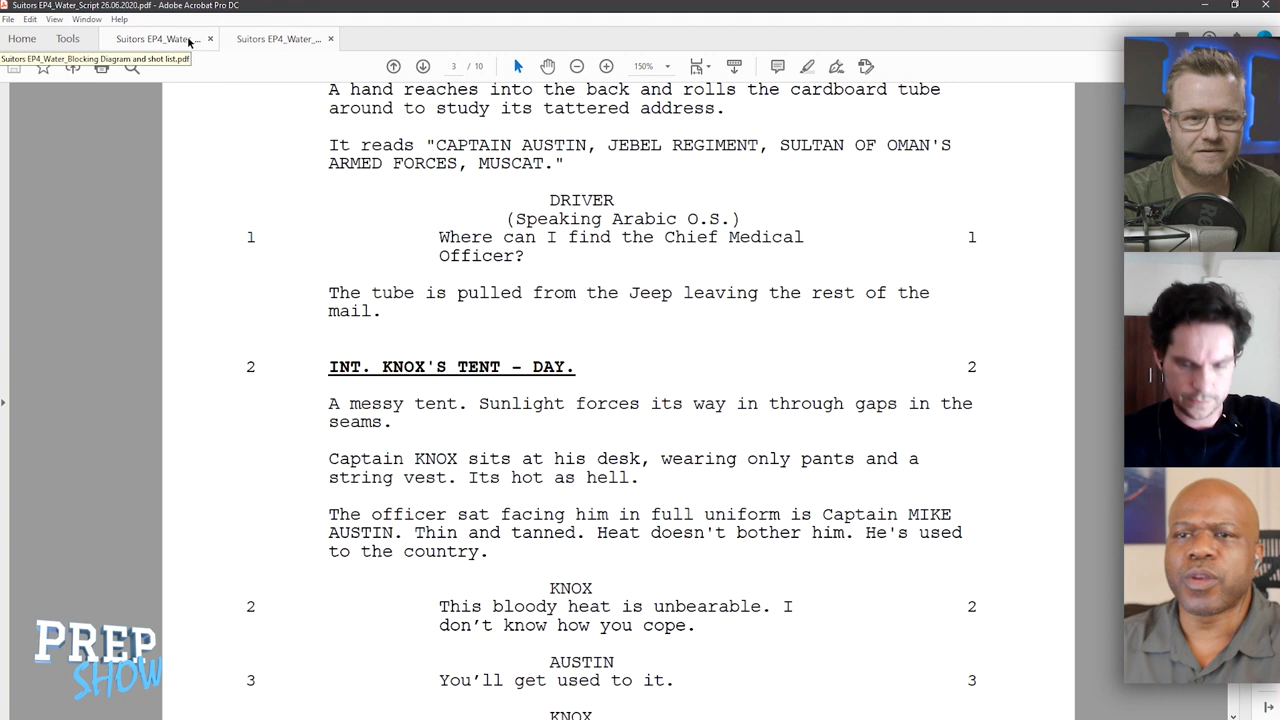 Suitors EP4_Water_Script 26.06.2020.pdf - Adobe Acrobat Pro DC
File Edit View Window Help
Home Tools Suitors EP4_Water_... × Suitors EP4_Water_... ×
Suitors EP4_Water_Blocking Diagram and shot list.pdf
3 / 10 150%
A hand reaches into the back and rolls the cardboard tube
around to study its tattered address.
It reads "CAPTAIN AUSTIN, JEBEL REGIMENT, SULTAN OF OMAN'S
ARMED FORCES, MUSCAT."
DRIVER
(Speaking Arabic O.S.)
1 Where can I find the Chief Medical 1
Officer?
The tube is pulled from the Jeep leaving the rest of the
mail.
2 INT. KNOX'S TENT - DAY. 2
A messy tent. Sunlight forces its way in through gaps in the
seams.
Captain KNOX sits at his desk, wearing only pants and a
string vest. Its hot as hell.
The officer sat facing him in full uniform is Captain MIKE
AUSTIN. Thin and tanned. Heat doesn't bother him. He's used
to the country.
KNOX
2 This bloody heat is unbearable. I 2
don't know how you cope.
AUSTIN
3 You'll get used to it. 3
KNOX
PREP
SHOW